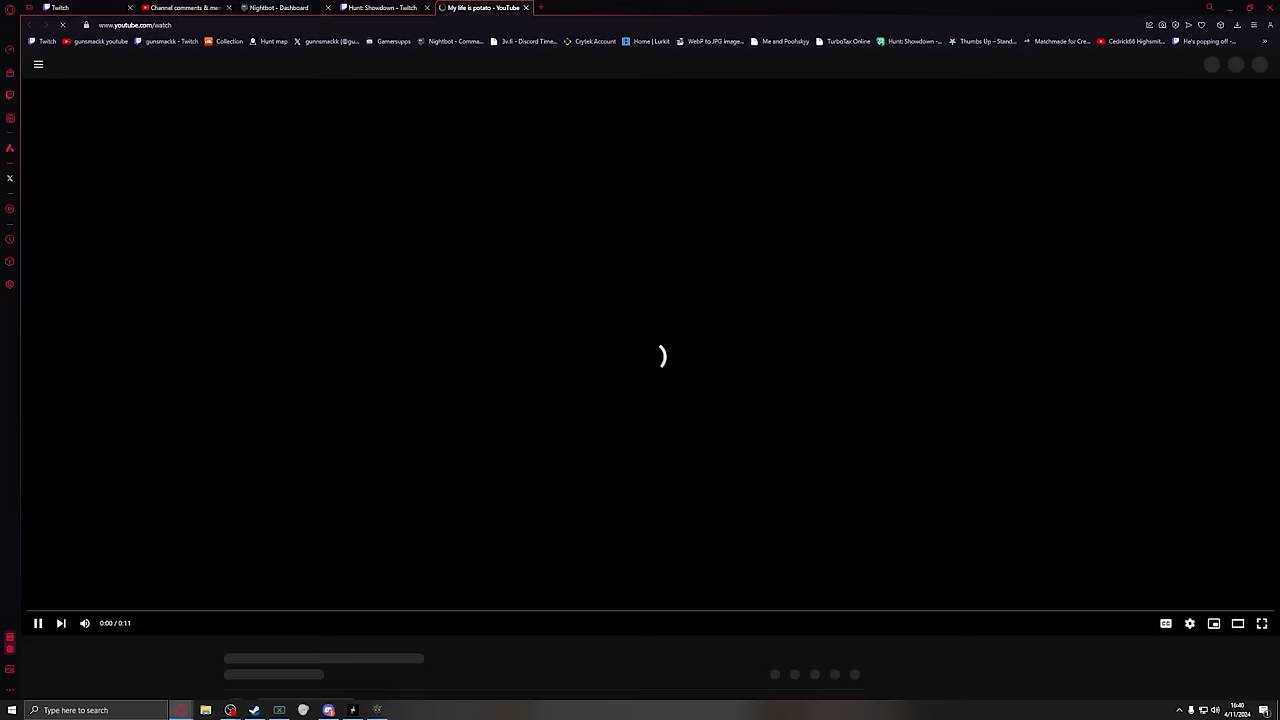 Twitch
Channel comments & me
Nightbot - Dashboard
Hunt: Showdown - Twitch
My life is potato - YouTube
www.youtube.com/watch
Twitch
gunsmackk youtube
gunsmackk - Twitch
Collection
Hunt map
gunnsmackk (@gu...
Gamersupps
Nightbot - Comma...
3v.fi - Discord Time...
Crytek Account
Home | Lurkit
WebP to JPG image...
Me and Poohskyy
TurboTax Online
Hunt: Showdown -...
Thumbs Up – Stand...
Matchmade for Cre...
Cedrick66 Highsmit...
He's popping off -...
0:00 / 0:11
Type here to search
16:40
4/11/2024